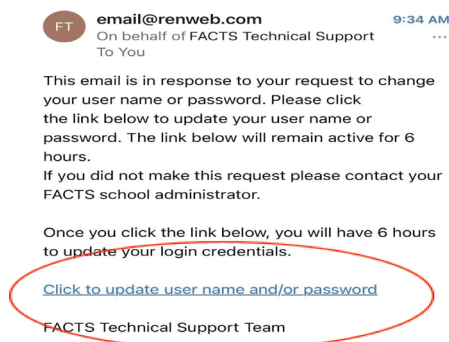 FT
email@renweb.com 9:34 AM
On behalf of FACTS Technical Support ...
To You
This email is in response to your request to change
your user name or password. Please click
the link below to update your user name or
password. The link below will remain active for 6
hours.
If you did not make this request please contact your
FACTS school administrator.
Once you click the link below, you will have 6 hours
to update your login credentials.
Click to update user name and/or password
FACTS Technical Support Team